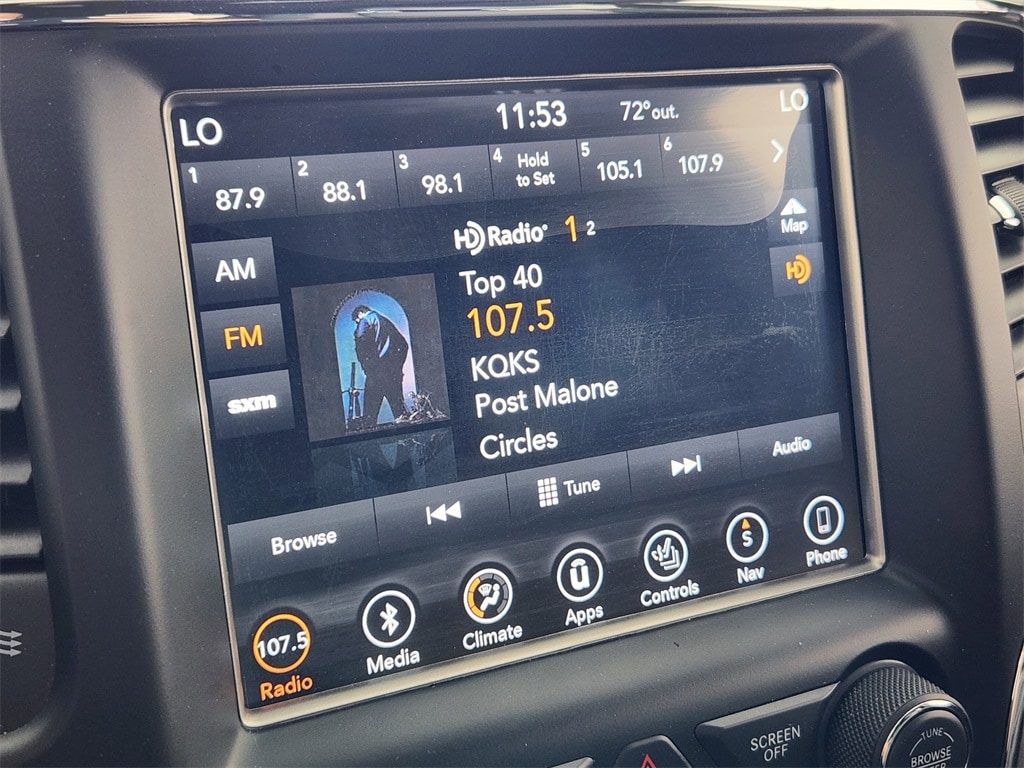 LO 11:53 72° out. LO
1 87.9 2 88.1 3 98.1 4 Hold to Set 5 105.1 6 107.9
HD Radio 1 2
Map
AM
HD
Top 40
FM
107.5
KQKS
sxm
Post Malone
Circles
Browse Tune Audio
107.5 S
Radio Media Climate Apps Controls Nav Phone
SCREEN
OFF
TUNE
BROWSE